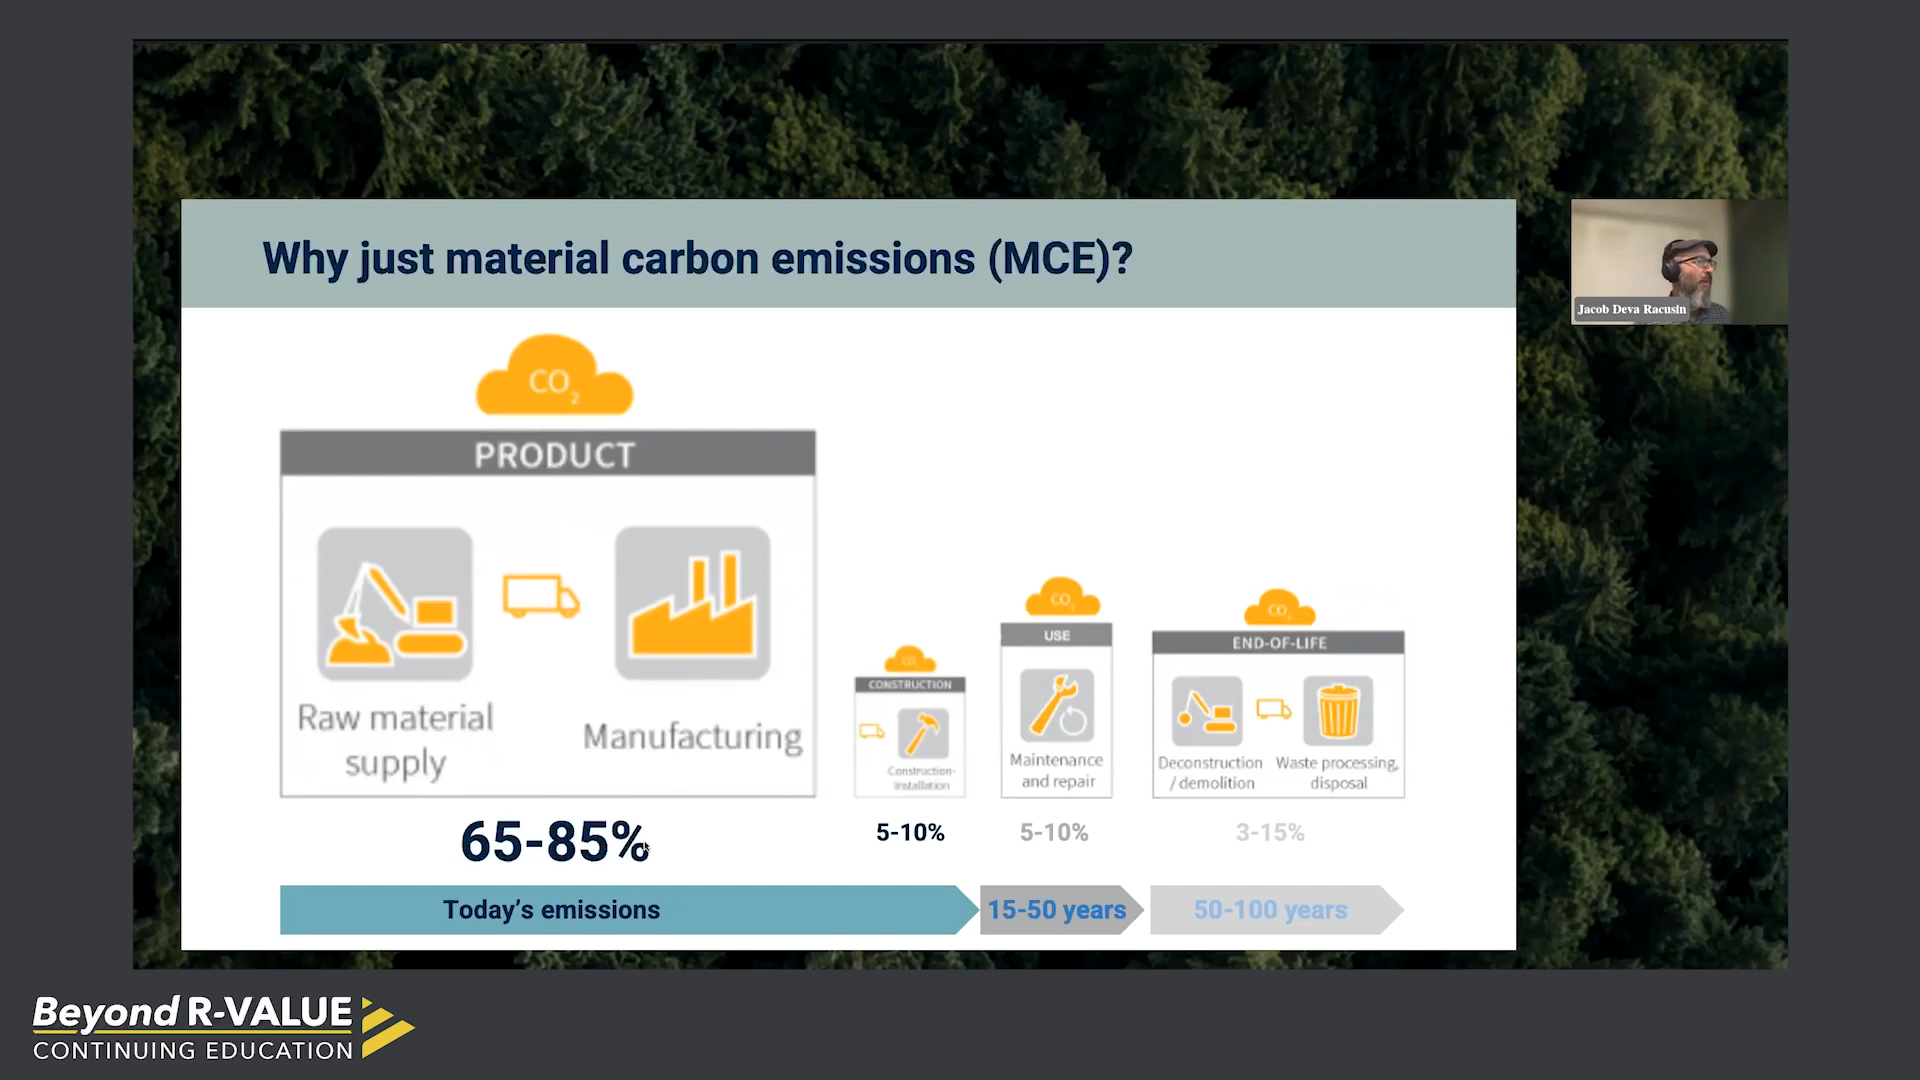 Why just material carbon emissions (MCE)?
Jacob Deva Racusin
CO2
PRODUCT
Raw material
supply
Manufacturing
CO2
CONSTRUCTION
Construction-
installation
CO2
USE
Maintenance
and repair
CO2
END-OF-LIFE
Deconstruction
/ demolition
Waste processing,
disposal
65-85%
5-10%
5-10%
3-15%
Today's emissions
15-50 years
50-100 years
Beyond R-VALUE
CONTINUING EDUCATION